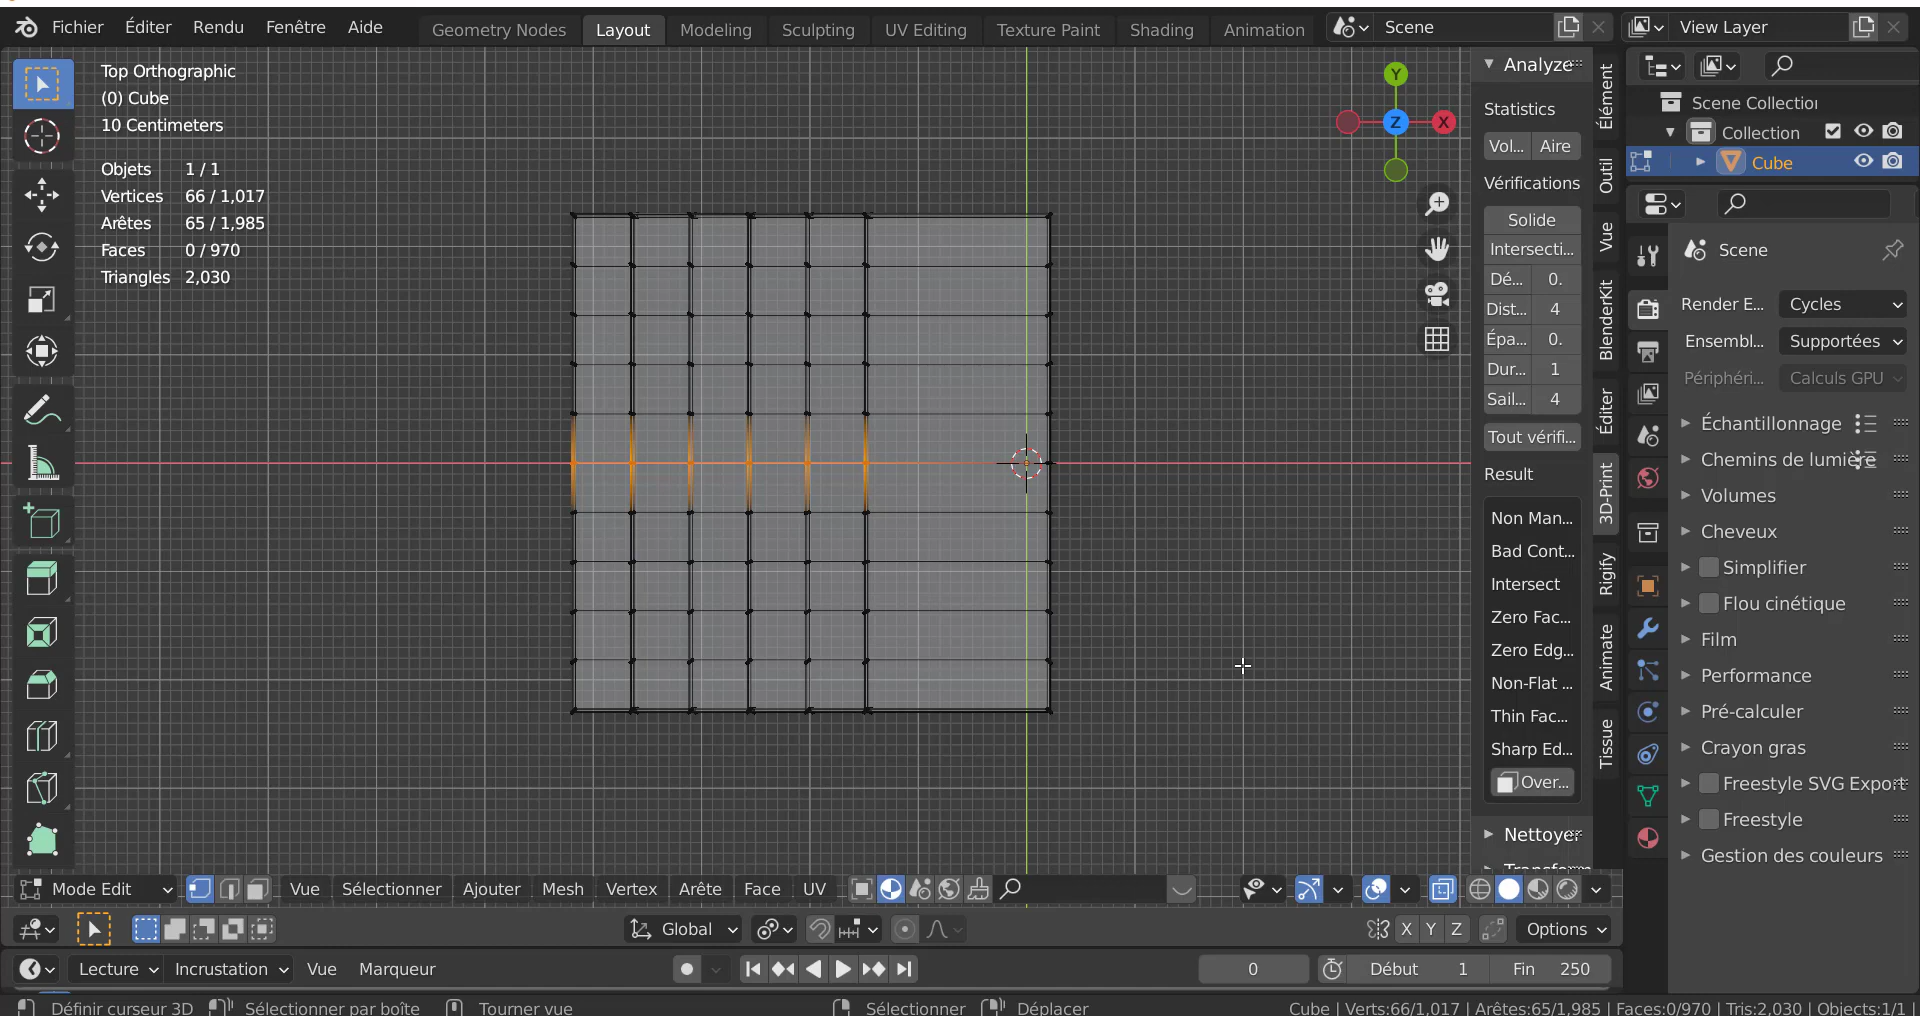 Fichier Éditer Rendu Fenêtre Aide Geometry Nodes Layout Modeling Sculpting UV Editing Texture Paint Shading Animation Scene View Layer
Top Orthographic
(0) Cube
10 Centimeters
Objets 1 / 1
Vertices 66 / 1,017
Arêtes 65 / 1,985
Faces 0 / 970
Triangles 2,030
Y
Z
X
Analyze
Statistics
Vol... Aire
Vérifications
Solide
Intersecti...
Dé... 0.
Dist... 4
Épa... 0.
Dur... 1
Sail... 4
Tout vérifi...
Result
Non Man...
Bad Cont...
Intersect
Zero Fac...
Zero Edg...
Non-Flat ...
Thin Fac...
Sharp Ed...
Over...
Nettoyer
Élément
Outil
Vue
BlenderKit
Éditer
3D-Print
Rigify
Animate
Tissue
Scene Collection
Collection
Cube
Scene
Render E... Cycles
Ensembl... Supportées
Périphéri... Calculs GPU
Échantillonnage
Chemins de lumière
Volumes
Cheveux
Simplifier
Flou cinétique
Film
Performance
Pré-calculer
Crayon gras
Freestyle SVG Export
Freestyle
Gestion des couleurs
Mode Edit Vue Sélectionner Ajouter Mesh Vertex Arête Face UV
Global X Y Z Options
Lecture Incrustation Vue Marqueur 0 Début 1 Fin 250
Définir curseur 3D Sélectionner par boîte Tourner vue Sélectionner Déplacer Cube | Verts:66/1,017 | Arêtes:65/1,985 | Faces:0/970 | Tris:2,030 | Objects:1/1 |